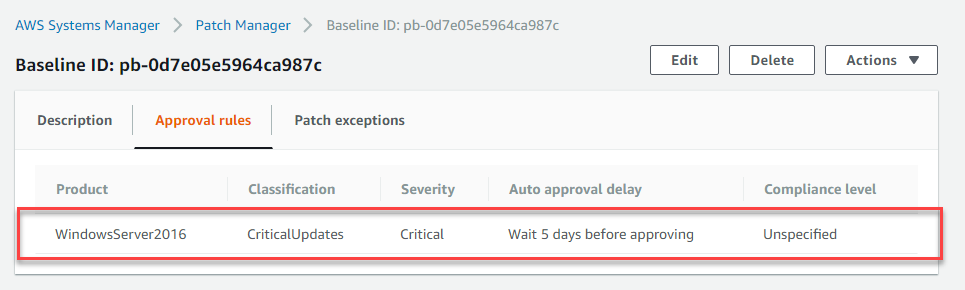 AWS Systems Manager > Patch Manager > Baseline ID: pb-0d7e05e5964ca987c
Baseline ID: pb-0d7e05e5964ca987c Edit Delete Actions
Description Approval rules Patch exceptions
Product Classification Severity Auto approval delay Compliance level
WindowsServer2016 CriticalUpdates Critical Wait 5 days before approving Unspecified